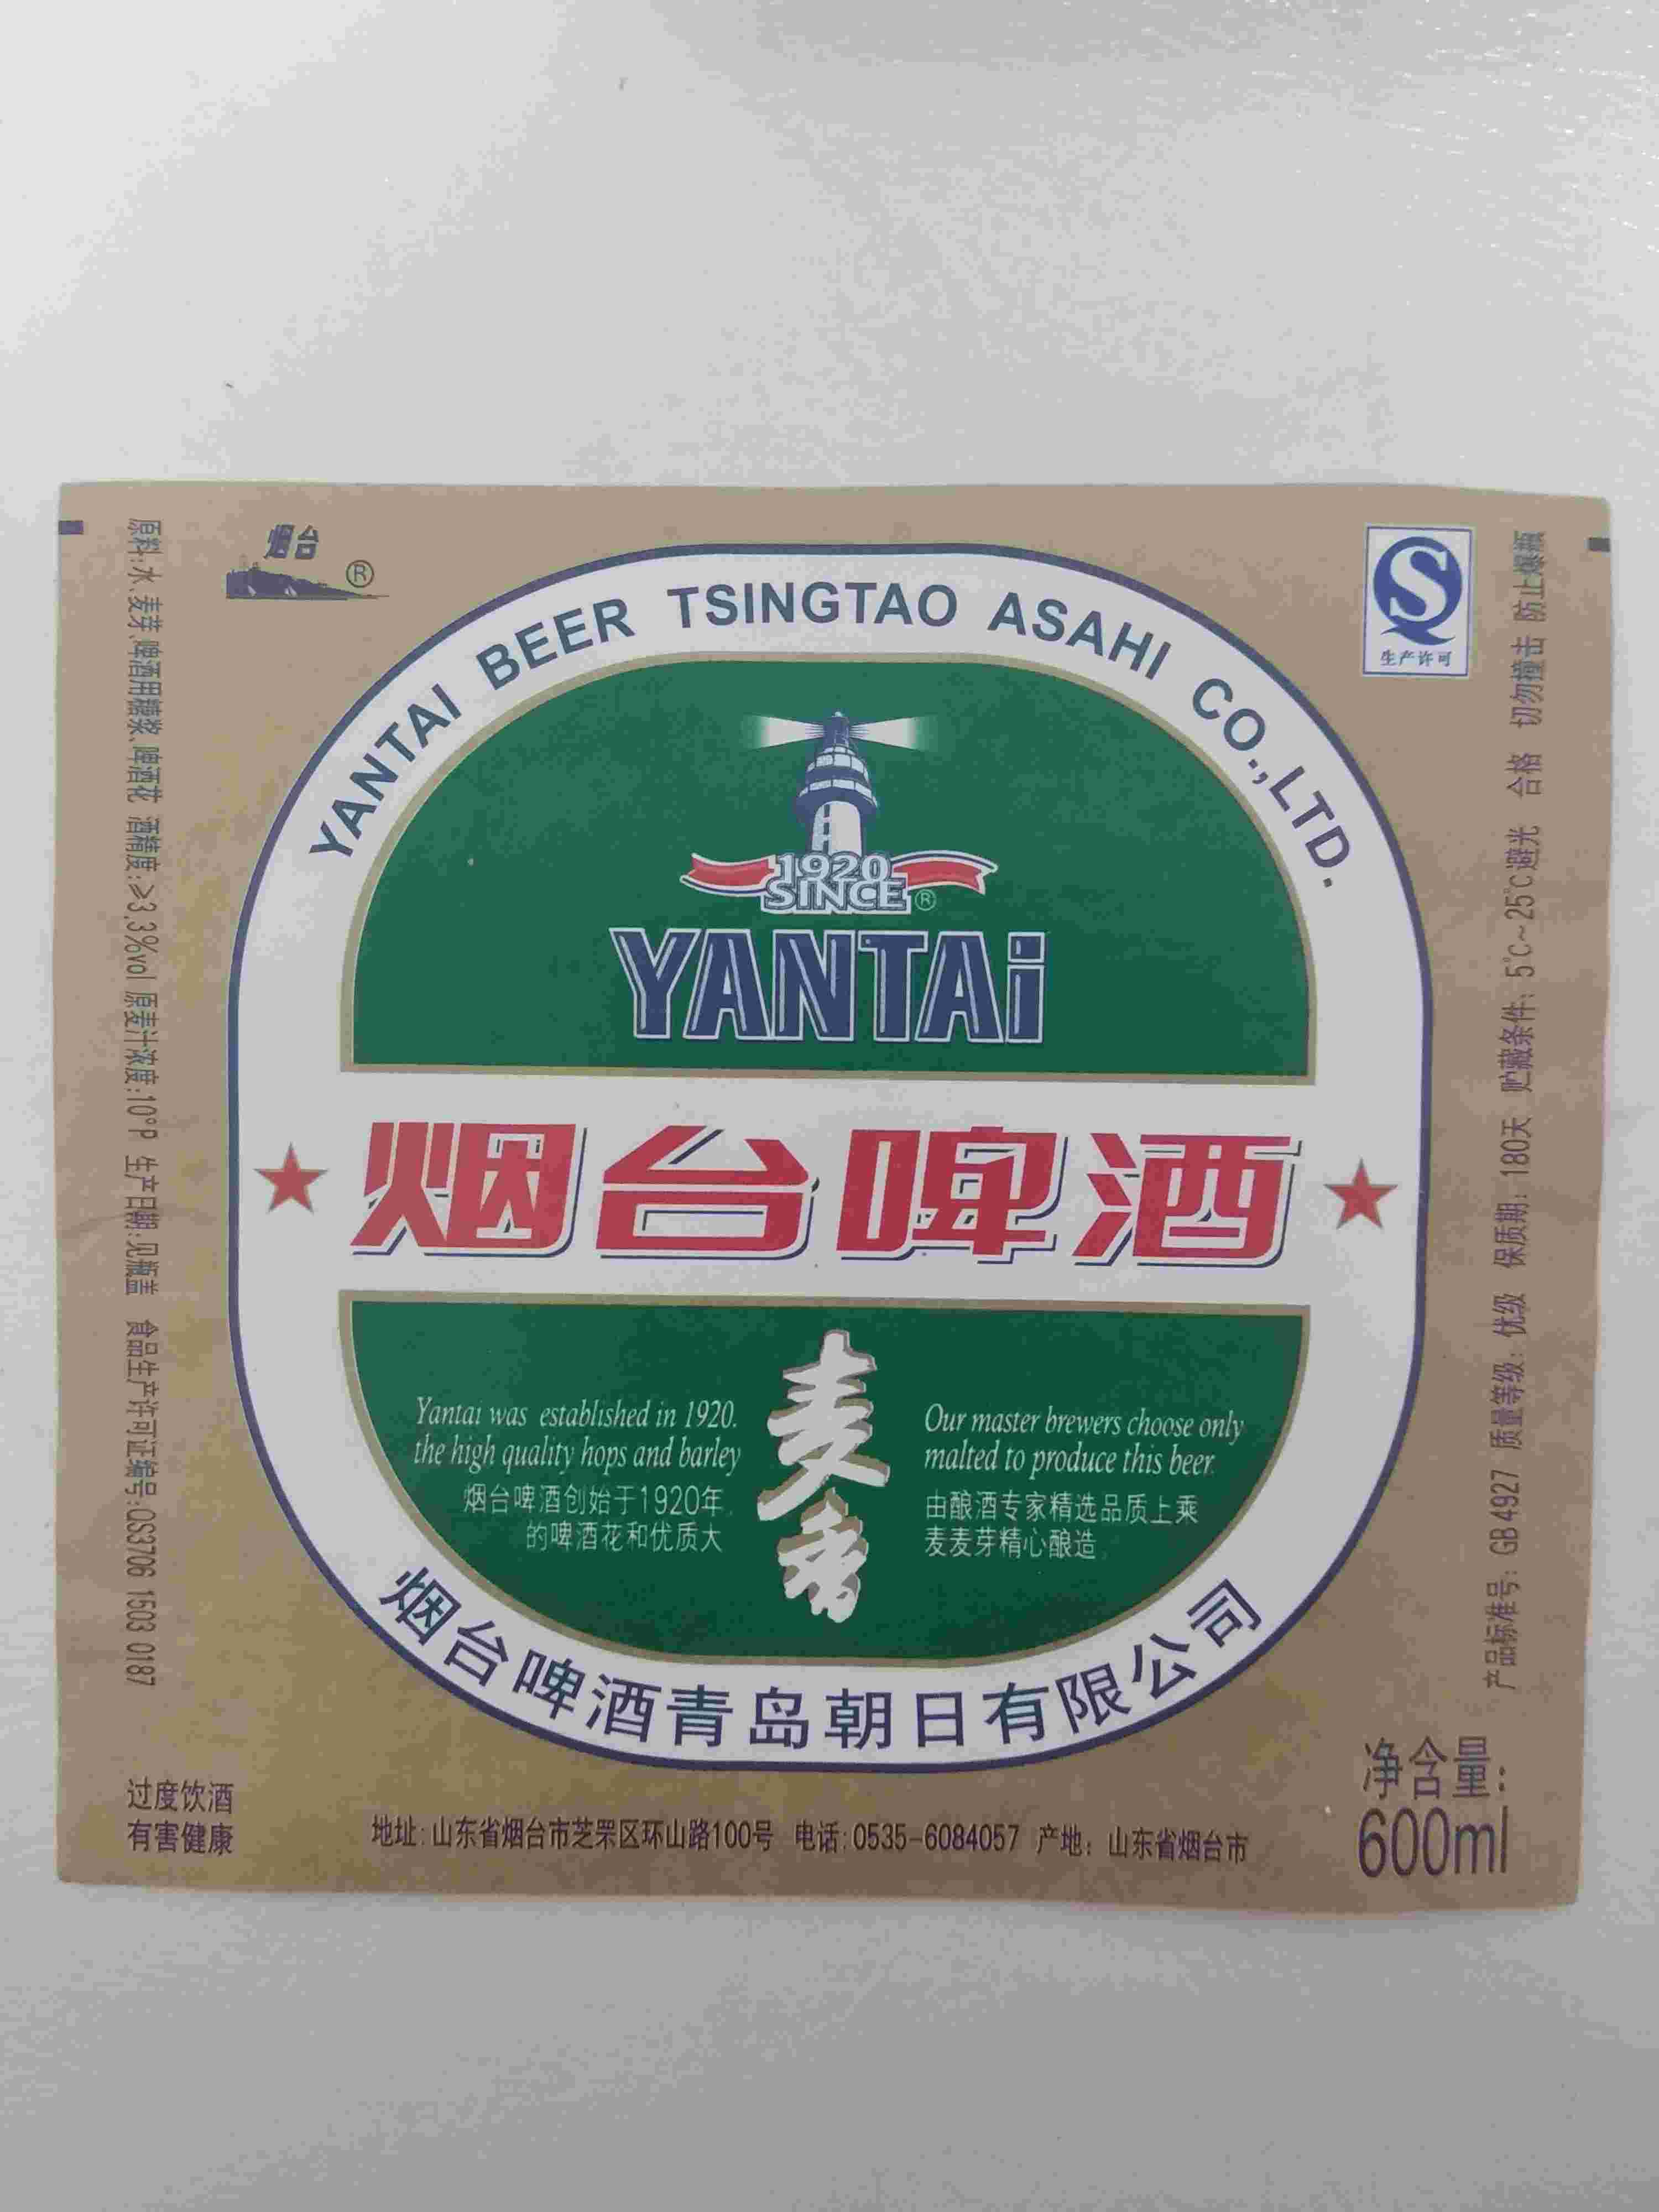 烟台
®
生产许可
YANTAI BEER TSINGTAO ASAHI CO.,LTD.
1920
SINCE ®
YANTAi
烟台啤酒
麦香
Yantai was established in 1920.
the high quality hops and barley
烟台啤酒创始于1920年,
的啤酒花和优质大
Our master brewers choose only
malted to produce this beer.
由酿酒专家精选品质上乘
麦麦芽精心酿造
烟台啤酒青岛朝日有限公司
原料:水、麦芽、啤酒用糖浆、啤酒花 酒精度:≥3.3%vol 原麦汁浓度:10°P 生产日期:见瓶盖 食品生产许可证编号:QS3706 1503 0187
产品标准号: GB 4927 质量等级: 优级 保质期: 180天 贮藏条件: 5℃~25℃避光 合格 切勿撞击 防止爆瓶
过度饮酒
有害健康
地址:山东省烟台市芝罘区环山路100号 电话:0535-6084057 产地: 山东省烟台市
净含量:
600ml